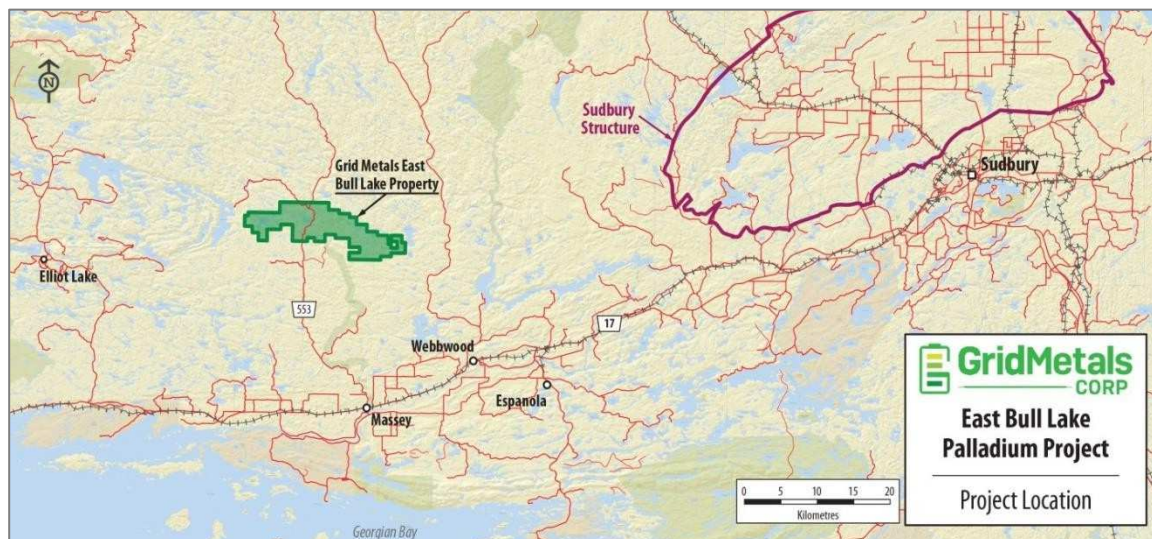 N
Sudbury
Structure
Sudbury
Grid Metals East
Bull Lake Property
Elliot Lake
553
17
Webbwood
Espanola
Massey
GridMetals
CORP
East Bull Lake
Palladium Project
Project Location
0 5 10 15 20
Kilometres
Georgian Bay